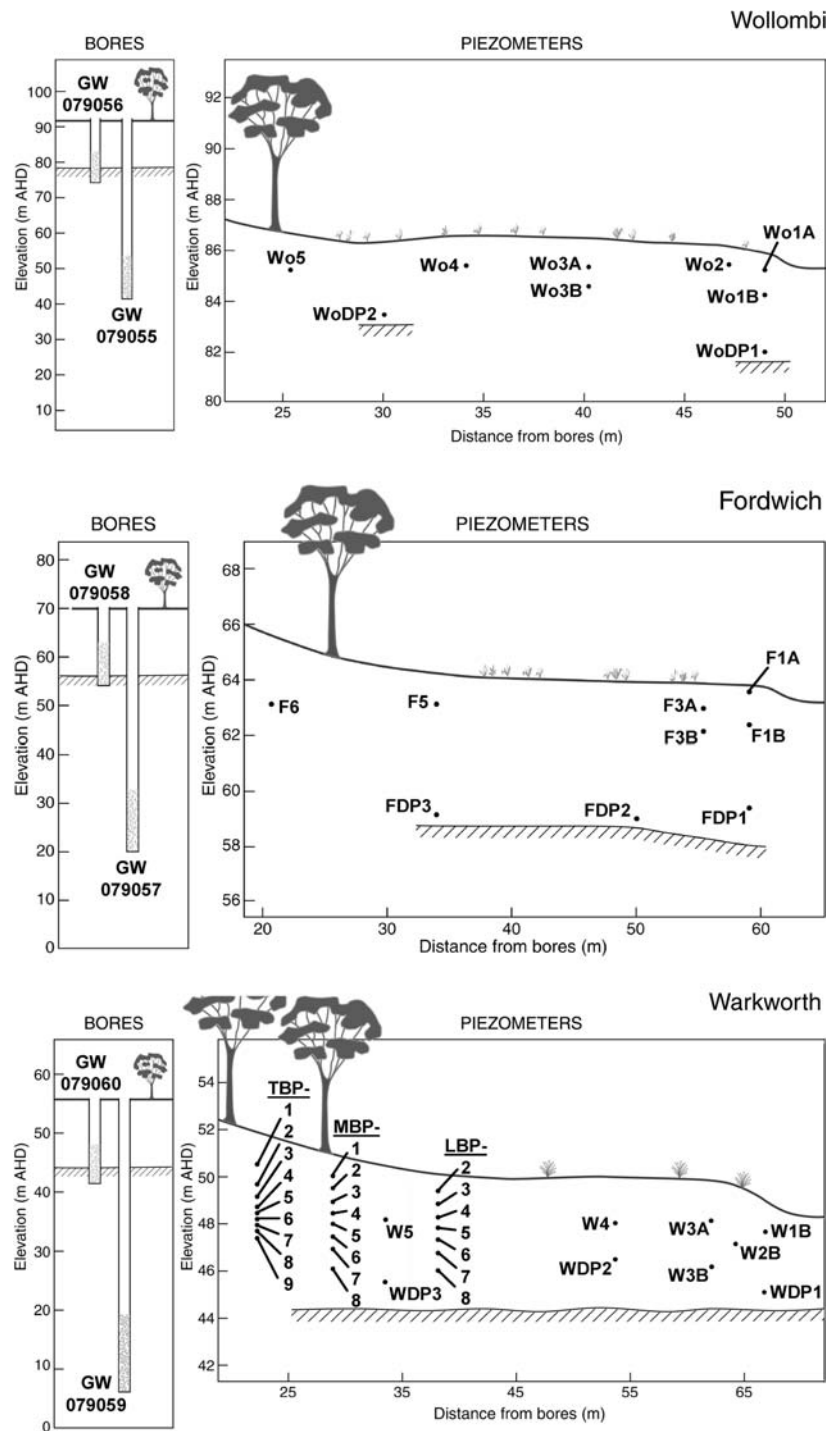 Wollombi
BORES
PIEZOMETERS
GW
079056
GW
079055
Elevation (m AHD)
100
90
80
70
60
50
40
30
20
10
Elevation (m AHD)
92
90
88
86
84
82
80
Wo5
Wo4
Wo3A
Wo3B
Wo2
Wo1A
Wo1B
WoDP2
WoDP1
25
30
35
40
45
50
Distance from bores (m)
Fordwich
BORES
PIEZOMETERS
GW
079058
GW
079057
Elevation (m AHD)
80
70
60
50
40
30
20
10
0
Elevation (m AHD)
68
66
64
62
60
58
56
F6
F5
F3A
F3B
F1A
F1B
FDP3
FDP2
FDP1
20
30
40
50
60
Distance from bores (m)
Warkworth
BORES
PIEZOMETERS
GW
079060
GW
079059
Elevation (m AHD)
60
50
40
30
20
10
0
Elevation (m AHD)
54
52
50
48
46
44
42
TBP-
1
2
3
4
5
6
7
8
9
MBP-
1
2
3
4
5
6
7
8
LBP-
2
3
4
5
6
7
8
W5
WDP3
W4
WDP2
W3A
W3B
W1B
W2B
WDP1
25
35
45
55
65
Distance from bores (m)